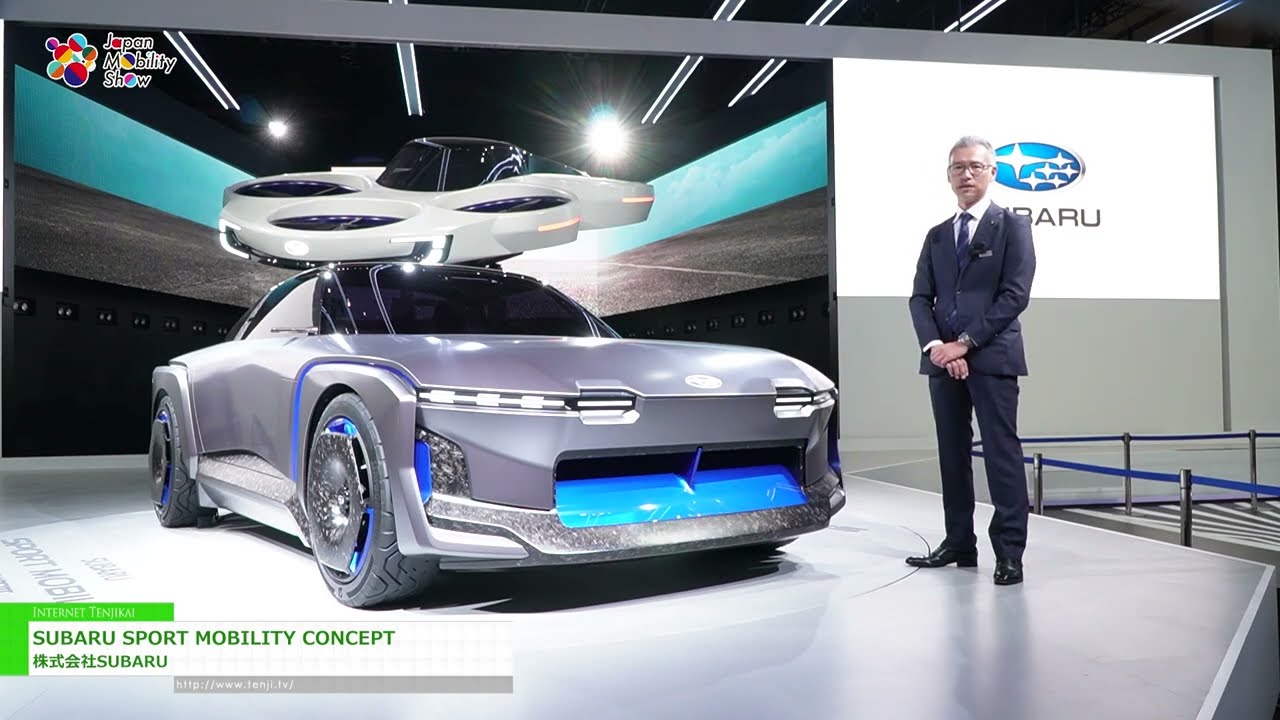 Japan
Mobility
Show
SUBARU
SUBARU
SPORT MOBILI
INTERNET TENJIKAI
SUBARU SPORT MOBILITY CONCEPT
株式会社SUBARU
http://www.tenji.tv/